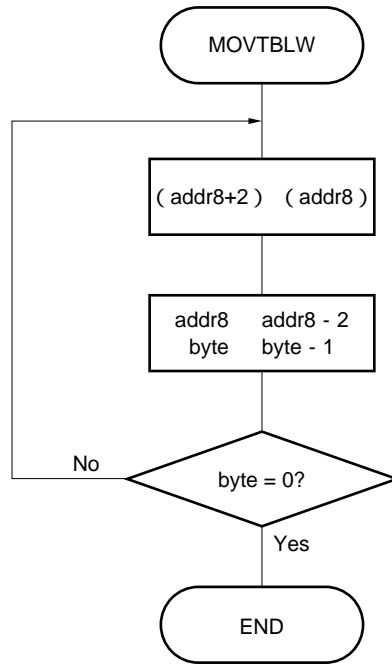 MOVTBLW
（addr8+2） （addr8）
addr8 addr8 - 2
byte byte - 1
No
byte = 0?
Yes
END